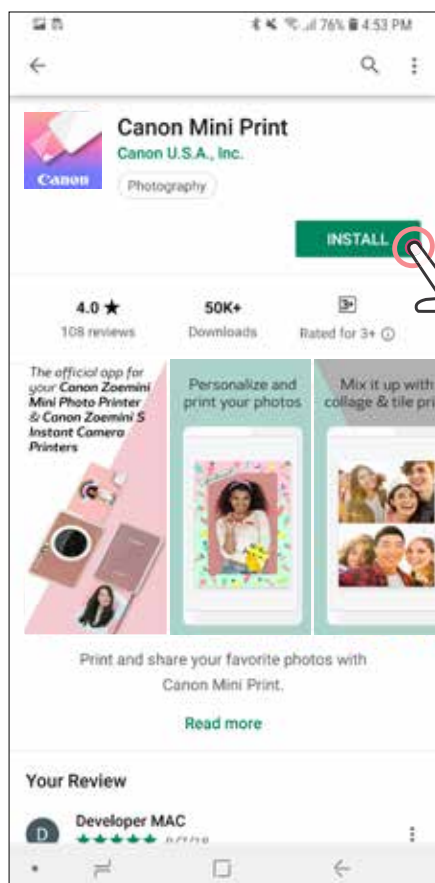 76% 4:53 PM
Canon Mini Print
Canon U.S.A., Inc.
Canon
Photography
INSTALL
4.0 ★
50K+
3+
108 reviews
Downloads
Rated for 3+
The official app for
your Canon Zoemini
Mini Photo Printer
& Canon Zoemini S
Instant Camera
Printers
Personalize and
print your photos
Mix it up with
collage & tile pri
Print and share your favorite photos with
Canon Mini Print.
Read more
Your Review
D
Developer MAC